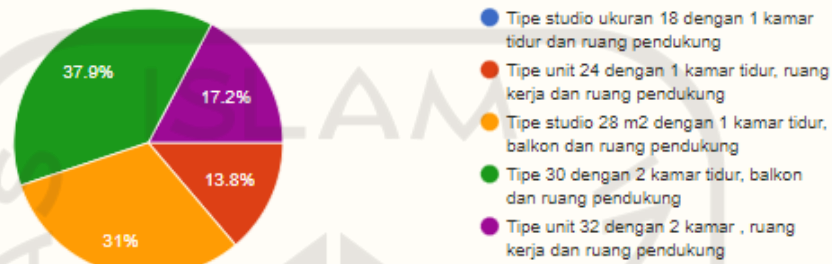 37.9%
17.2%
13.8%
31%
ISLAM
Tipe studio ukuran 18 dengan 1 kamar
tidur dan ruang pendukung
Tipe unit 24 dengan 1 kamar tidur, ruang
kerja dan ruang pendukung
Tipe studio 28 m2 dengan 1 kamar tidur,
balkon dan ruang pendukung
Tipe 30 dengan 2 kamar tidur, balkon
dan ruang pendukung
Tipe unit 32 dengan 2 kamar , ruang
kerja dan ruang pendukung